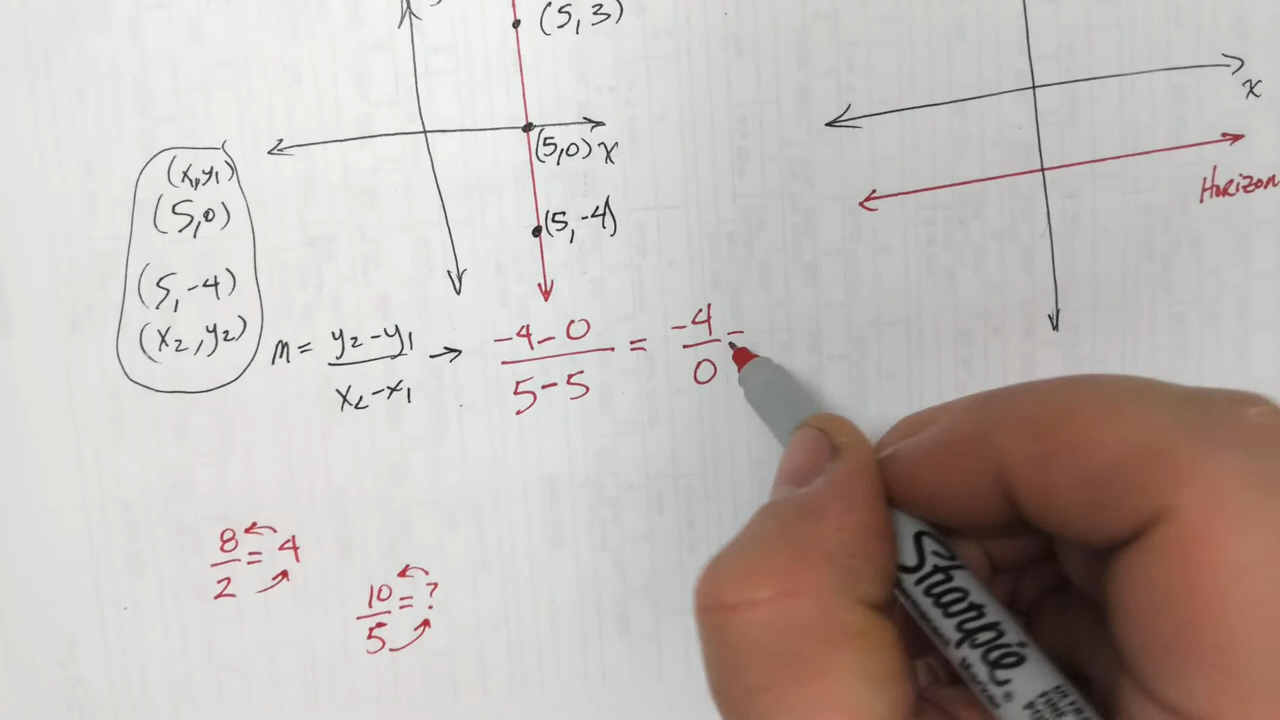 (5, 3)
x
(5,0) x
(5,-4)
(x, y1)
(5,0)
(5,-4)
(x2, y2)
m = y2-y1 / x2-x1 → -4-0 / 5-5 = -4 / 0 =
8 / 2 = 4
10 / 5 = ?
Horizon
Sharpie